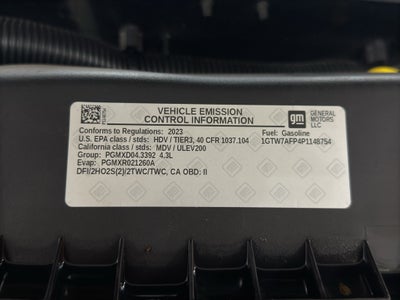 VEHICLE EMISSION
CONTROL INFORMATION
gm
GENERAL
MOTORS
LLC
Conforms to Regulations: 2023
Fuel: Gasoline
U.S. EPA class / stds: HDV / TIER3, 40 CFR 1037.104
1GTW7AFP4P1148754
California class / stds: MDV / ULEV200
Group: PGMXD04.3392 4.3L
Evap: PGMXR021260A
DFI/2HO2S(2)/2TWC/TWC, CA OBD: II